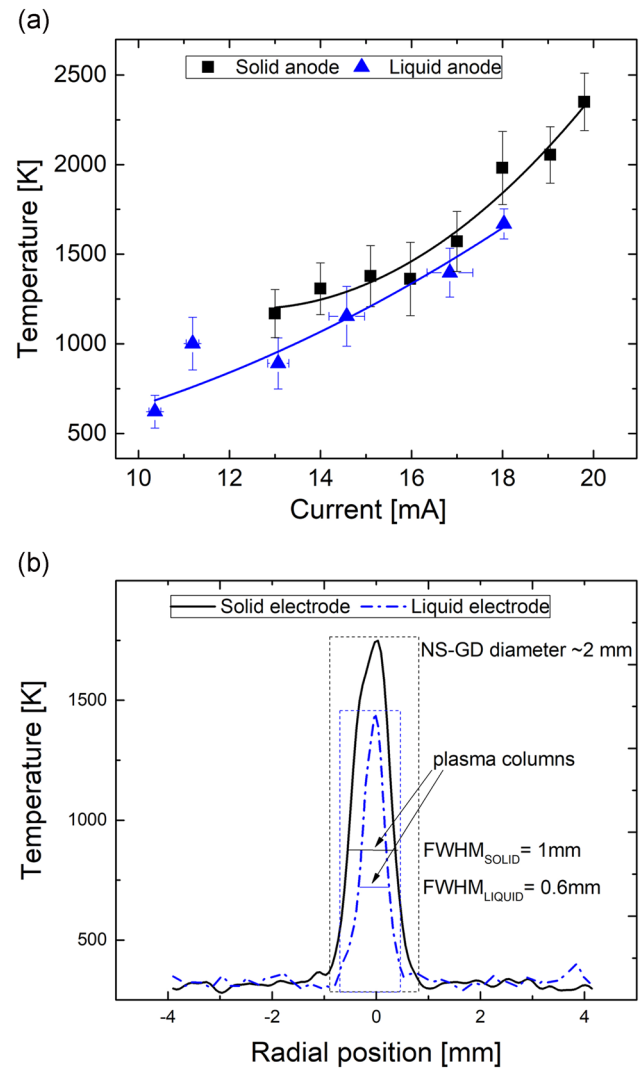 (a)
Solid anode Liquid anode
2500
2000
1500
1000
500
Temperature [K]
10 12 14 16 18 20
Current [mA]
(b)
Solid electrode Liquid electrode
NS-GD diameter ~2 mm
plasma columns
FWHM_SOLID= 1mm
FWHM_LIQUID= 0.6mm
1500
1000
500
Temperature [K]
-4 -2 0 2 4
Radial position [mm]